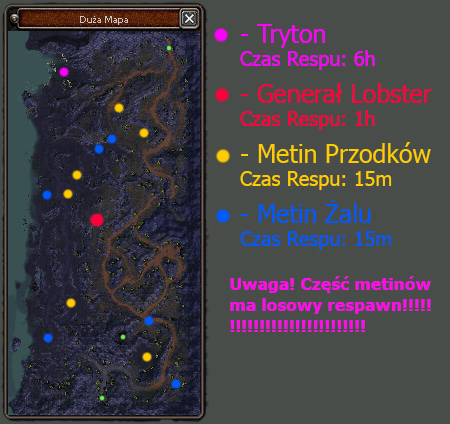 Duża Mapa
- Tryton
Czas Respu: 6h
- Generał Lobster
Czas Respu: 1h
- Metin Przodków
Czas Respu: 15m
- Metin Żalu
Czas Respu: 15m
Uwaga! Część metinów
ma losowy respawn!!!!!
!!!!!!!!!!!!!!!!!!!!!!!